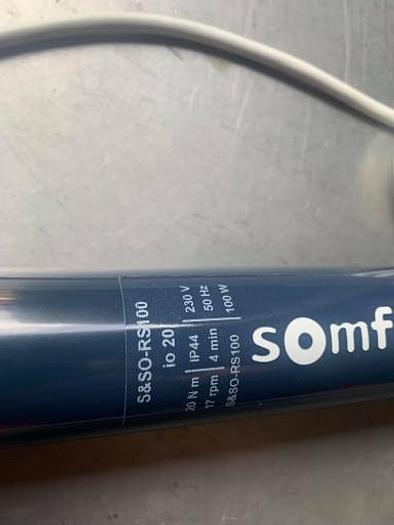 S&SO-RS100
io 20
20 N m | IP44 | 230 V
17 rpm | 4 min | 50 Hz
S&SO-RS100 | 100 W
somf